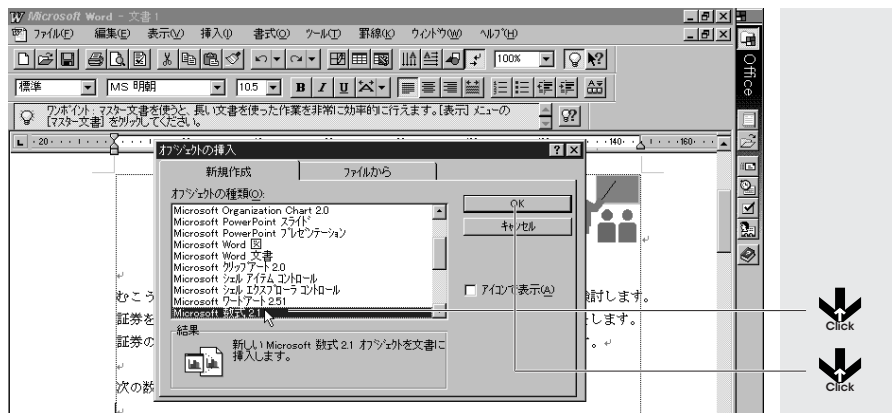 Microsoft Word - 文書1
ファイル(F) 編集(E) 表示(V) 挿入(I) 書式(O) ツール(T) 罫線(K) ウィンドウ(W) ヘルプ(H)
100%
標準 MS 明朝 10.5 B I U
ワンポイント: マスター文書を使うと、長い文書を使った作業を非常に効率的に行えます。[表示] メニューの
[マスター文書] をクリックしてください。
Office
20 140 160
オブジェクトの挿入
新規作成 ファイルから
オブジェクトの種類(O):
Microsoft Organization Chart 2.0
Microsoft PowerPoint スライド
Microsoft PowerPoint プレゼンテーション
Microsoft Word 図
Microsoft Word 文書
Microsoft クリップアート 2.0
Microsoft シェル アイテム コントロール
Microsoft シェル エクスプローラ コントロール
Microsoft ワードアート 2.51
Microsoft 数式 2.1
OK
キャンセル
アイコンで表示(A)
結果
新しい Microsoft 数式 2.1 オブジェクトを文書に
挿入します。
むこう 討します。
証券を します。
証券の す。
次の数
Click
Click